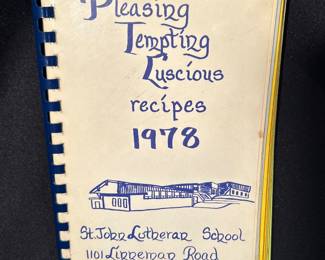 Pleasing
Tempting
Luscious
recipes
1978
St. John Lutheran School
1101 Linneman Road